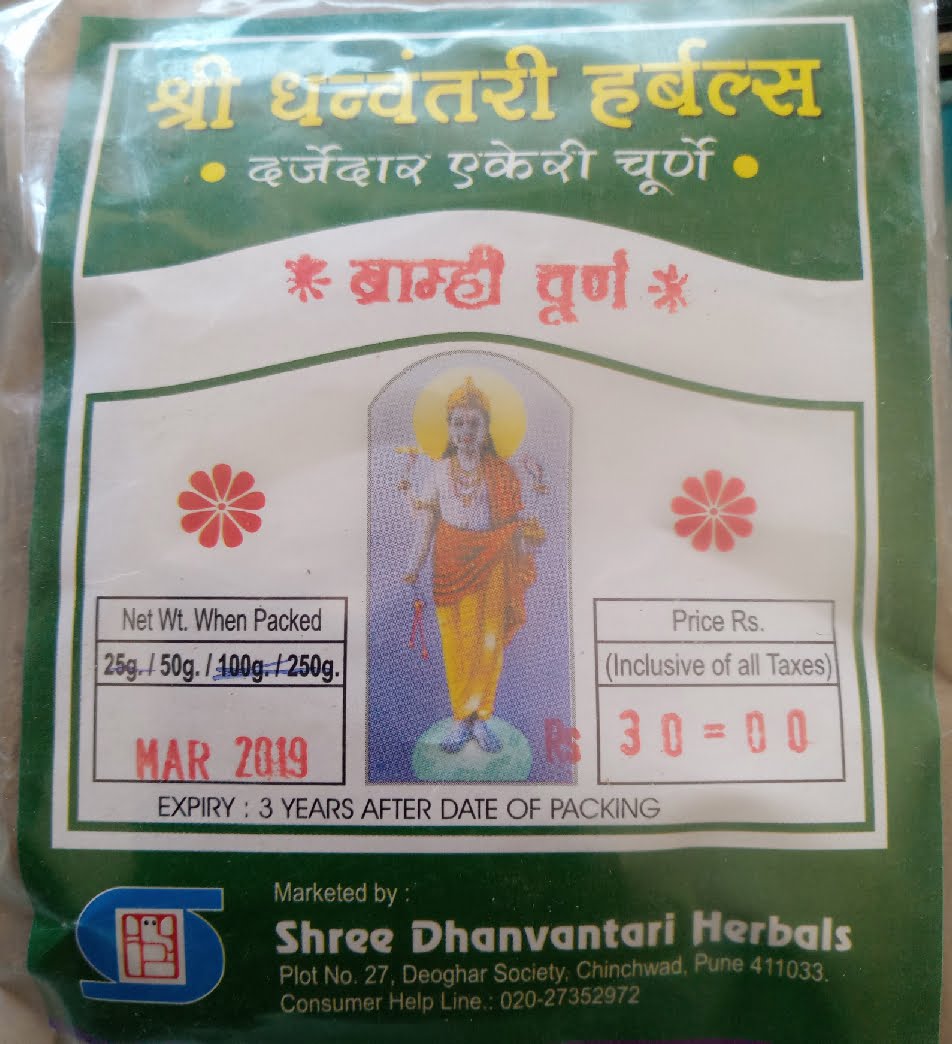 श्री धन्वंतरी हर्बल्स
• दर्जेदार एकेरी चूर्णे •
* ब्राम्ही चूर्ण *
Net Wt. When Packed
25g. / 50g. / 100g. / 250g.
MAR 2019
Price Rs.
(Inclusive of all Taxes)
Rs 30=00
EXPIRY : 3 YEARS AFTER DATE OF PACKING
Marketed by :
Shree Dhanvantari Herbals
Plot No. 27, Deoghar Society, Chinchwad, Pune 411033.
Consumer Help Line.: 020-27352972